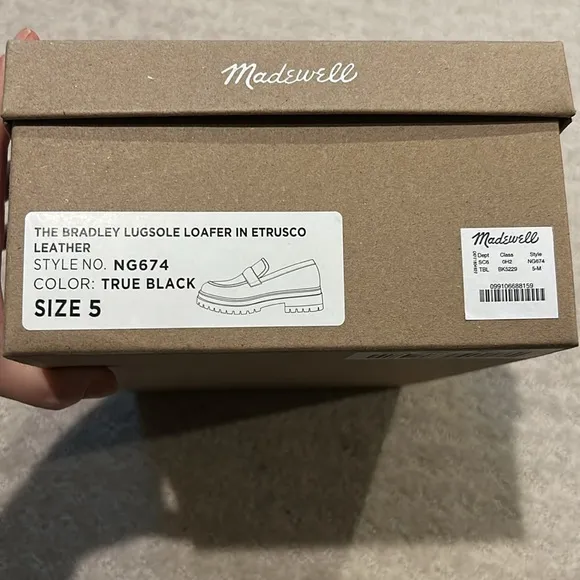 Madewell
THE BRADLEY LUGSOLE LOAFER IN ETRUSCO
LEATHER
STYLE NO. NG674
COLOR: TRUE BLACK
SIZE 5
Madewell
Dept Class Style
SC6 0H2 NG674
TBL BK5229 5-M
099106688159